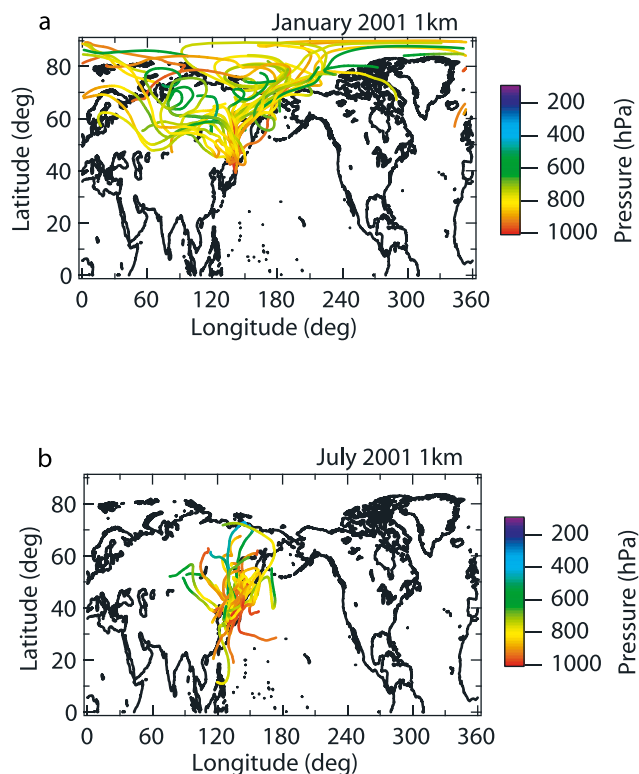 a
January 2001 1km
80
60
40
20
0
Latitude (deg)
0 60 120 180 240 300 360
Longitude (deg)
200
400
600
800
1000
Pressure (hPa)
b
July 2001 1km
80
60
40
20
0
Latitude (deg)
0 60 120 180 240 300 360
Longitude (deg)
200
400
600
800
1000
Pressure (hPa)